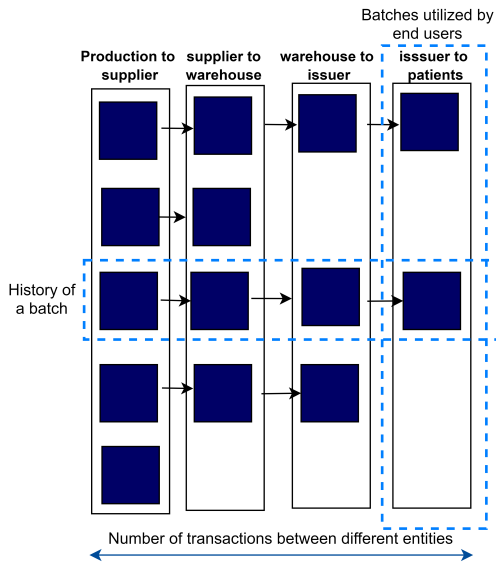 Batches utilized by
end users
Production to
supplier
supplier to
warehouse
warehouse to
issuer
isssuer to
patients
History of
a batch
Number of transactions between different entities